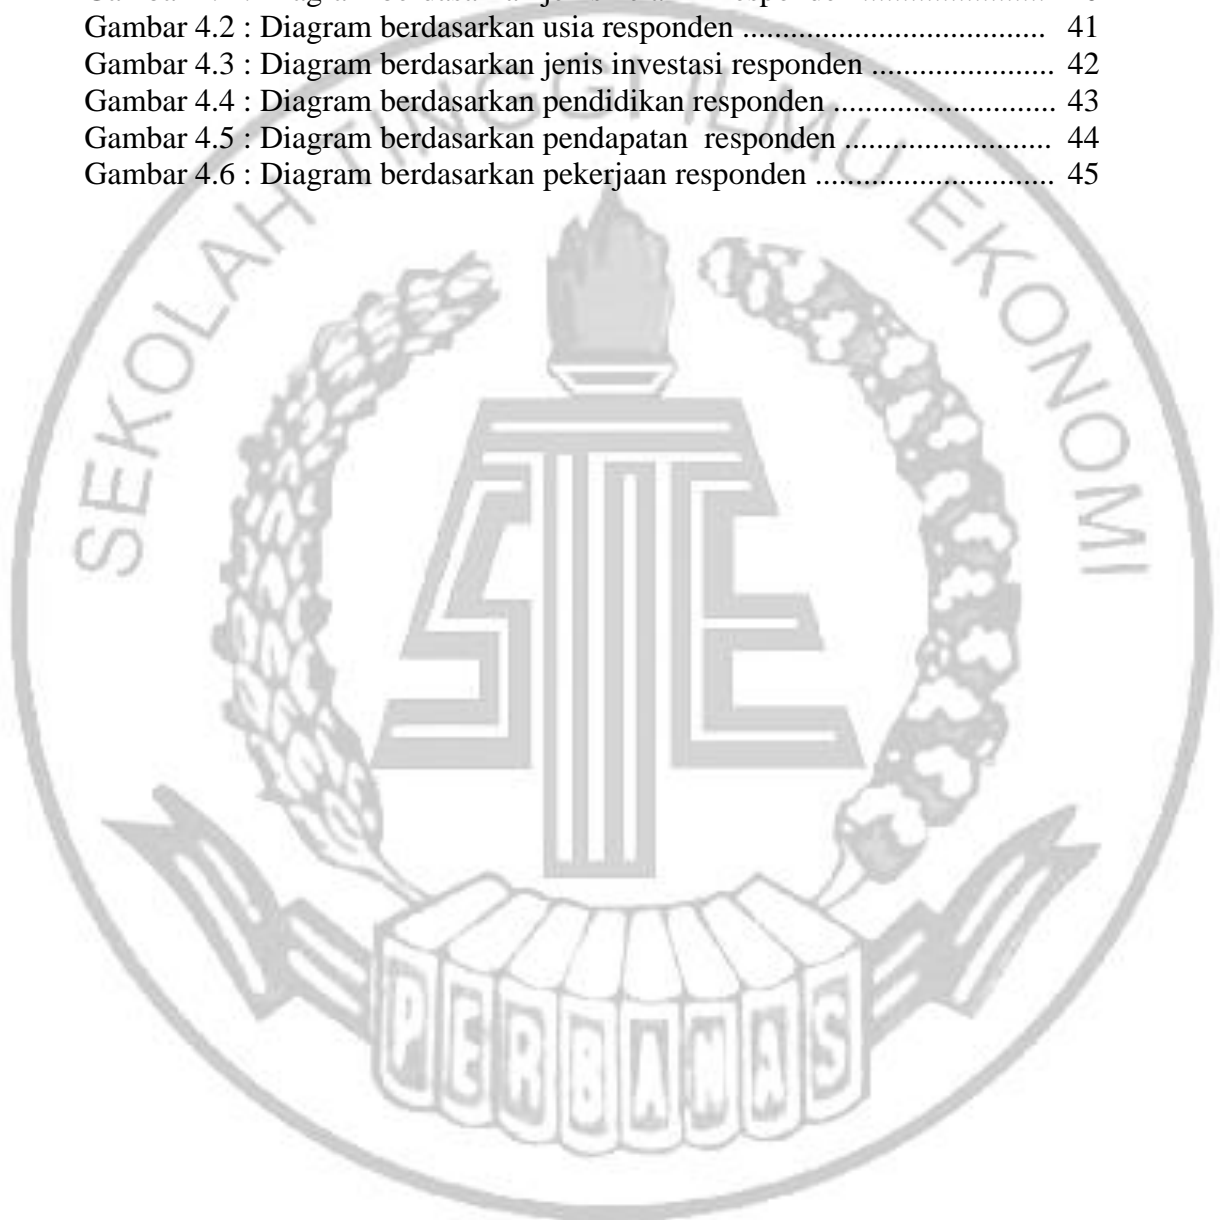 Gambar 4.2 : Diagram berdasarkan usia responden ..................................... 41
Gambar 4.3 : Diagram berdasarkan jenis investasi responden ...................... 42
Gambar 4.4 : Diagram berdasarkan pendidikan responden ........................... 43
Gambar 4.5 : Diagram berdasarkan pendapatan  responden ......................... 44
Gambar 4.6 : Diagram berdasarkan pekerjaan responden ............................. 45
SEKOLAH TINGGI ILMU EKONOMI
STIE
PERBANAS